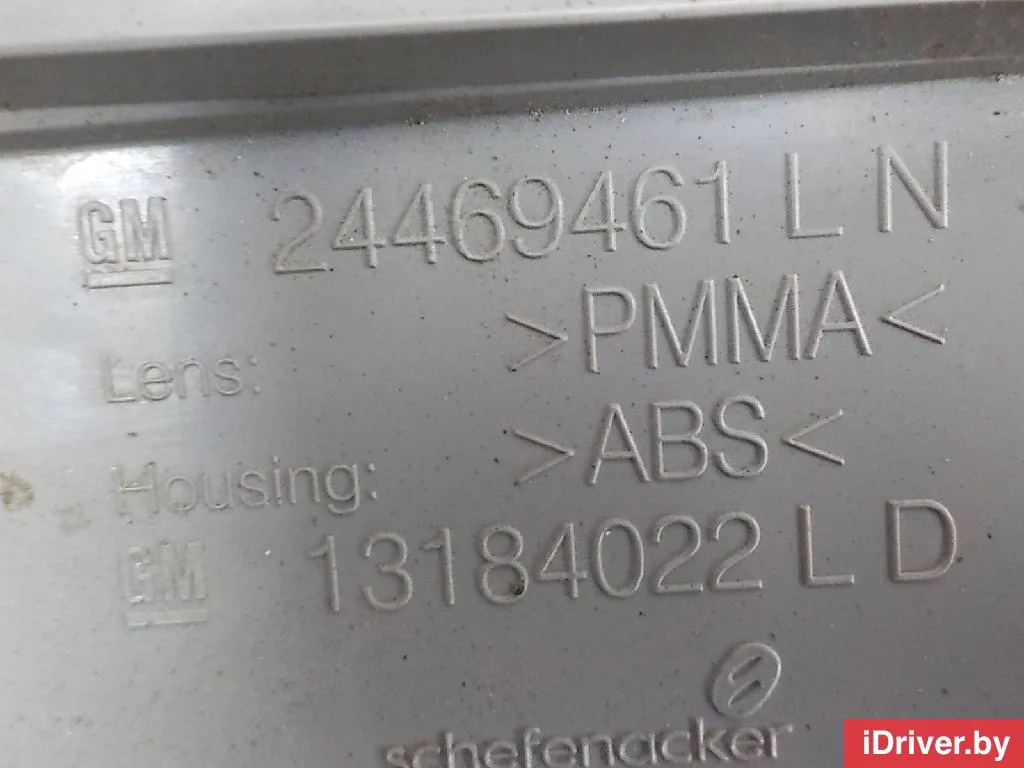 GM 24469461 L N
Lens: >PMMA<
Housing: >ABS<
GM 13184022 L D
schefenacker
iDriver.by